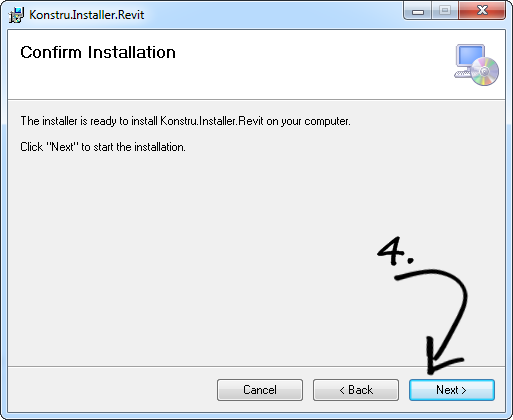 Konstru.Installer.Revit
Confirm Installation
The installer is ready to install Konstru.Installer.Revit on your computer.
Click "Next" to start the installation.
4.
Cancel
< Back
Next >